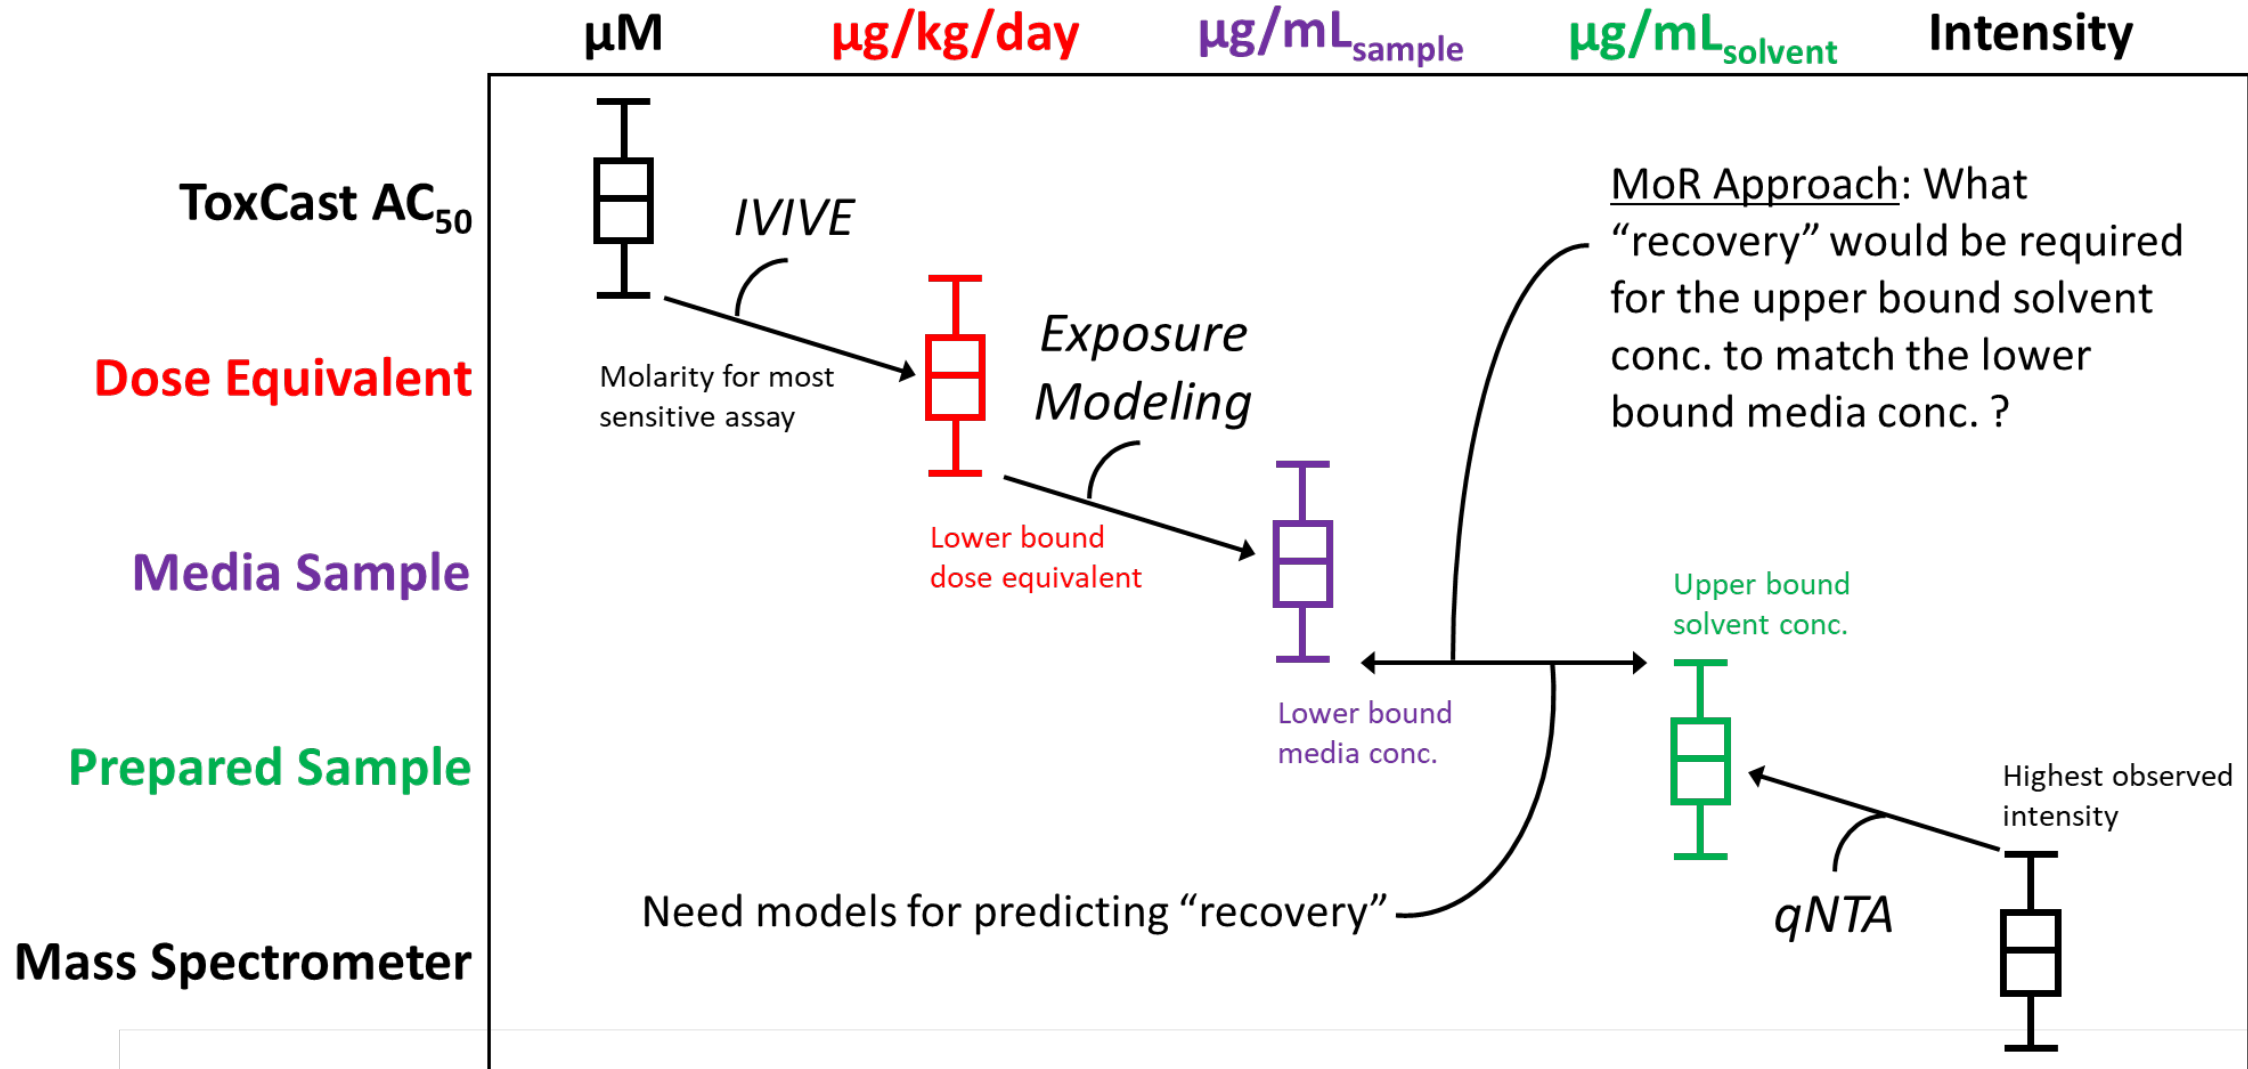 μM
μg/kg/day
μg/mLsample
μg/mLsolvent
Intensity
ToxCast AC50
IVIVE
MoR Approach: What
“recovery” would be required
for the upper bound solvent
conc. to match the lower
bound media conc. ?
Dose Equivalent
Molarity for most
sensitive assay
Exposure
Modeling
Media Sample
Lower bound
dose equivalent
Upper bound
solvent conc.
Lower bound
media conc.
Prepared Sample
Highest observed
intensity
Need models for predicting “recovery”
qNTA
Mass Spectrometer